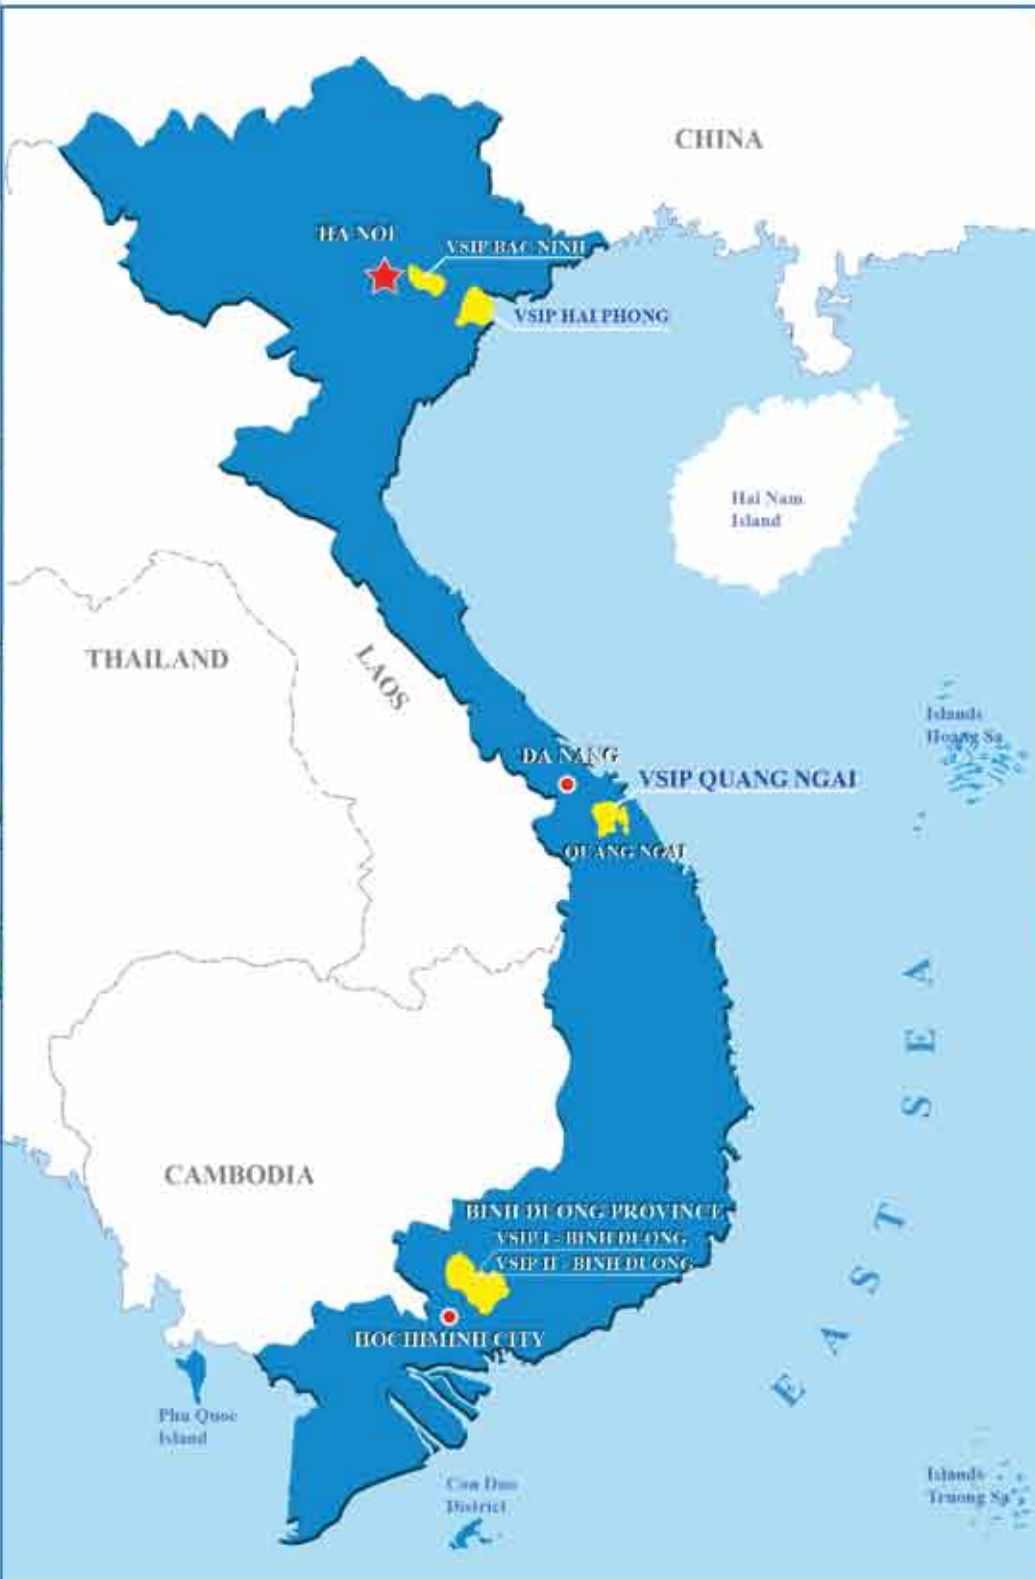 CHINA
HA NOI
VSIP BAC NINH
VSIP HAI PHONG
Hai Nam
Island
THAILAND
LAOS
Islands
Hoang Sa
DA NANG
VSIP QUANG NGAI
QUANG NGAI
EAST SEA
CAMBODIA
BINH DUONG PROVINCE
VSIP I - BINH DUONG
VSIP II - BINH DUONG
HOCHIMINH CITY
Phu Quoc
Island
Con Dao
District
Islands
Truong Sa